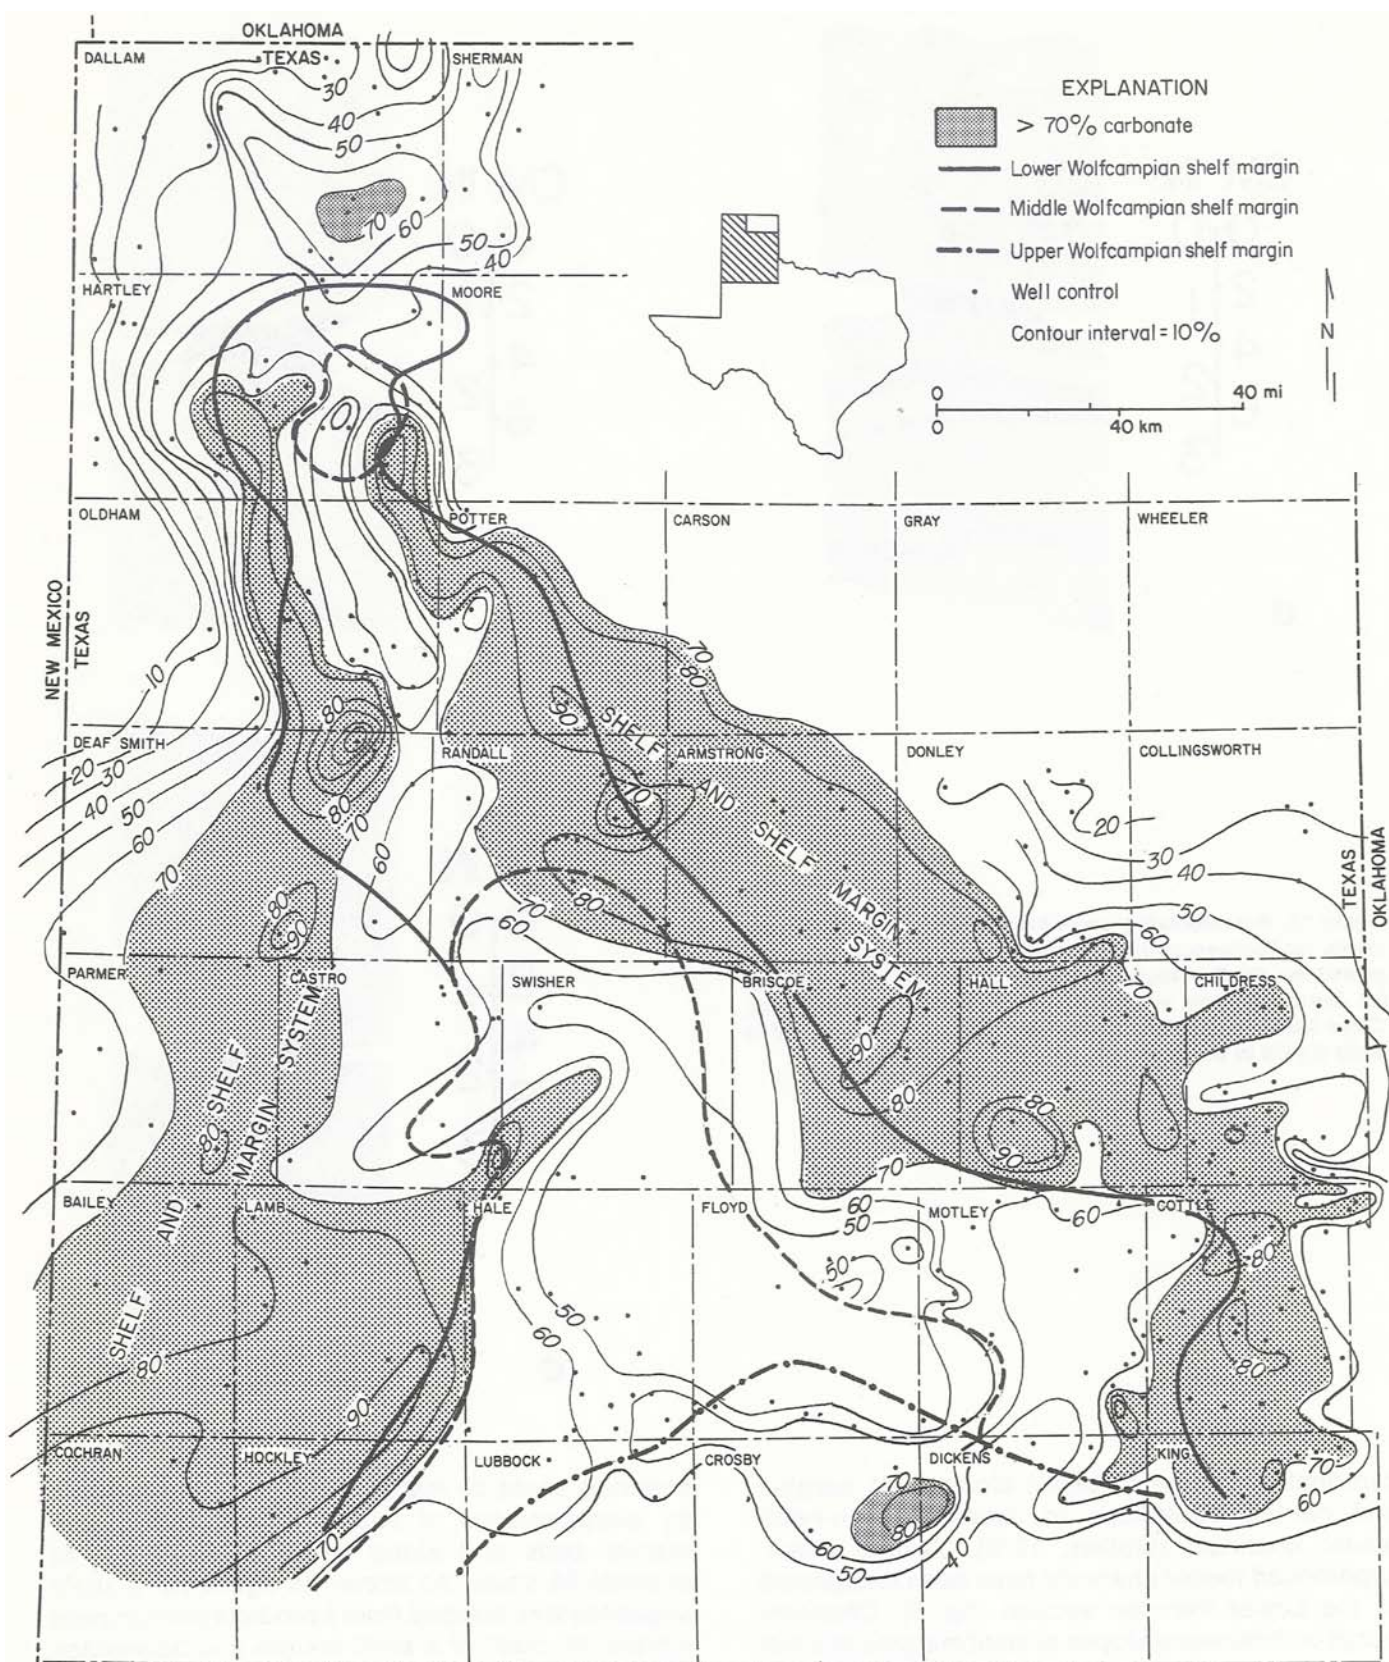 OKLAHOMA
TEXAS
DALLAM
SHERMAN
30
40
50
70
60
50
40
EXPLANATION
> 70% carbonate
Lower Wolfcampian shelf margin
Middle Wolfcampian shelf margin
Upper Wolfcampian shelf margin
Well control
Contour interval = 10%
N
0 40 mi
0 40 km
HARTLEY
MOORE
0
OLDHAM
POTTER
CARSON
GRAY
WHEELER
NEW MEXICO
TEXAS
10
70
80
80
90
DEAF SMITH
RANDALL
ARMSTRONG
DONLEY
COLLINGSWORTH
SHELF AND SHELF MARGIN SYSTEM
20
30
40
50
60
70
80
70
60
70
20
30
40
50
60
TEXAS
OKLAHOMA
80
90
70
60
80
70
PARMER
CASTRO
SWISHER
BRISCOE
HALL
CHILDRESS
90
80
80
90
80
70
60
50
60
SHELF AND SHELF MARGIN SYSTEM
BAILEY
LAMB
HALE
FLOYD
MOTLEY
COTTLE
80
50
50
60
80
90
80
COCHRAN
HOCKLEY
LUBBOCK
CROSBY
DICKENS
KING
70
70
80
60
50
40
70
60